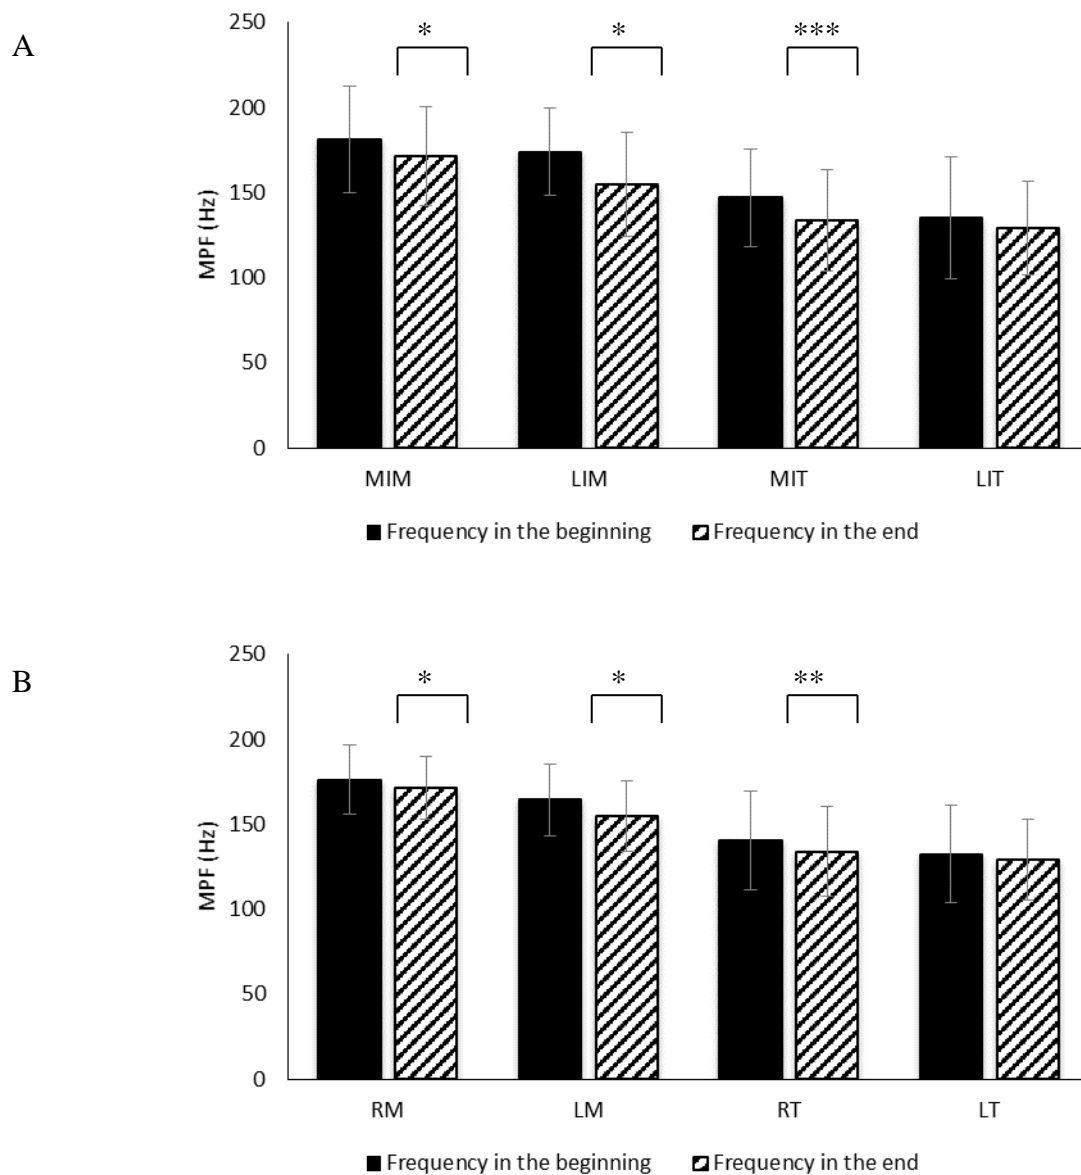 A
MPF (Hz)
250
200
150
100
50
0
* * ***
MIM LIM MIT LIT
Frequency in the beginning Frequency in the end
B
MPF (Hz)
250
200
150
100
50
0
* * **
RM LM RT LT
Frequency in the beginning Frequency in the end